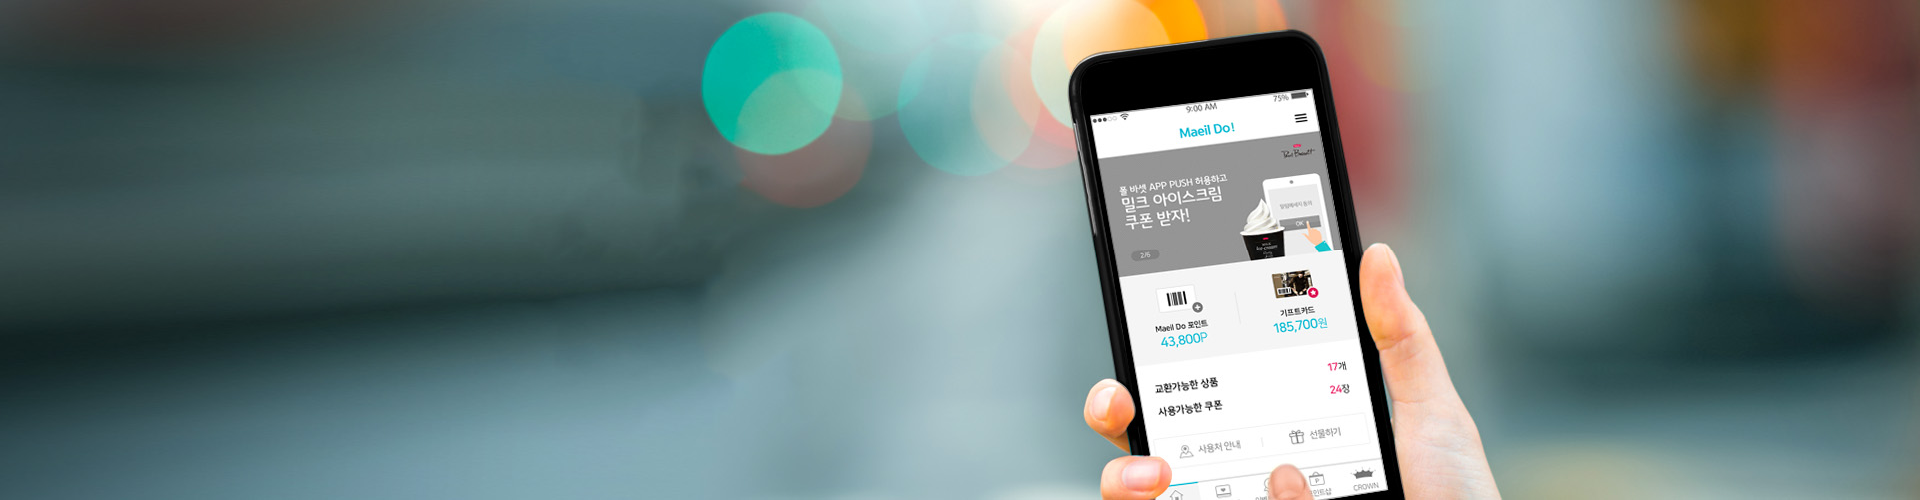 9:00 AM
75%
Maeil Do!
Paul Bassett
폴 바셋 APP PUSH 허용하고
밀크 아이스크림
쿠폰 받자!
OK
2/6
Maeil Do 포인트
43,800P
기프트카드
185,700원
교환가능한 상품
17개
사용가능한 쿠폰
24장
사용처 안내
선물하기
CROWN